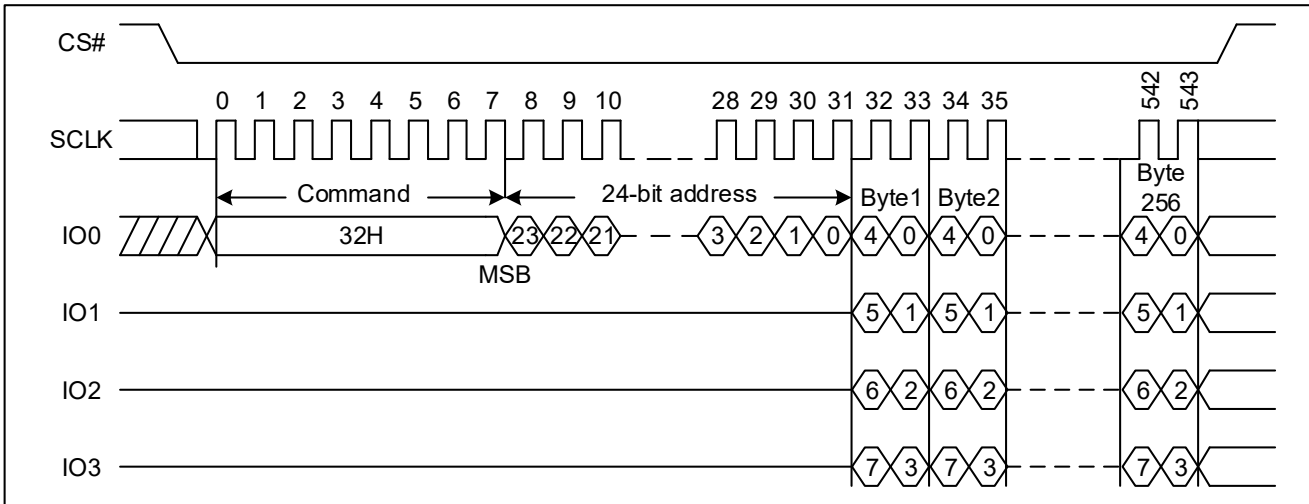 CS#
0 1 2 3 4 5 6 7 8 9 10 28 29 30 31 32 33 34 35 542 543
SCLK
Command 24-bit address Byte1 Byte2 Byte
256
IO0 32H 23 22 21 3 2 1 0 4 0 4 0 4 0
MSB
IO1 5 1 5 1 5 1
IO2 6 2 6 2 6 2
IO3 7 3 7 3 7 3